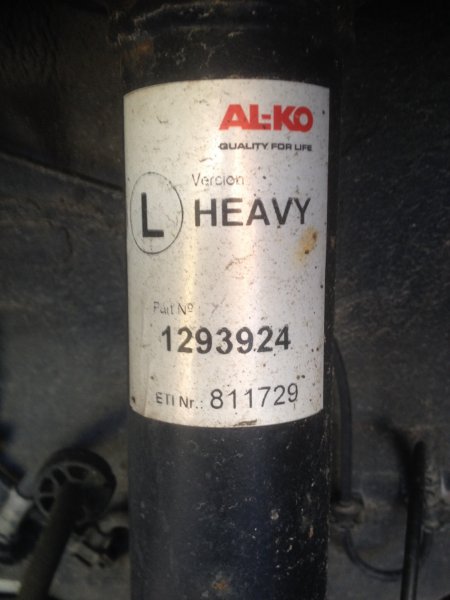 AL-KO
QUALITY FOR LIFE
Version
L HEAVY
Part Nº
1293924
ETI Nr.: 811729